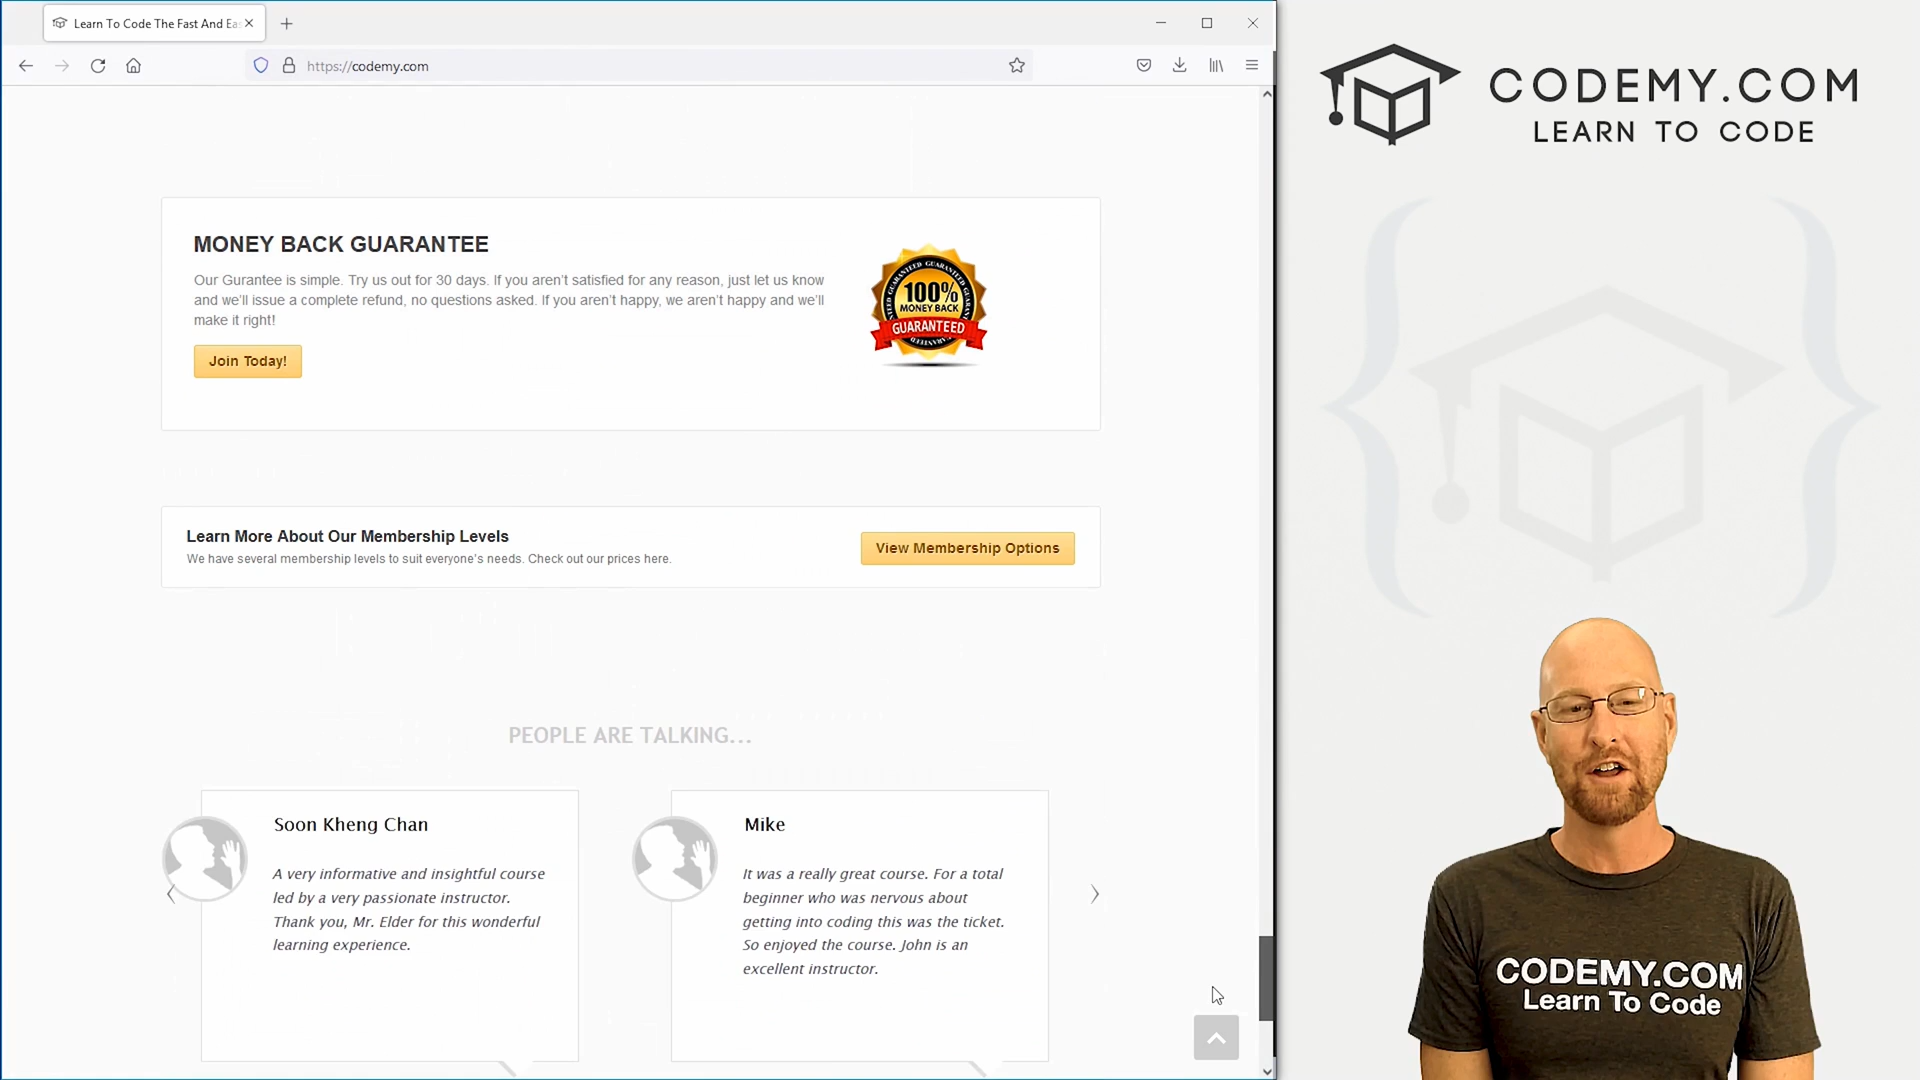 Learn To Code The Fast And Ea
https://codemy.com
CODEMY.COM
LEARN TO CODE
MONEY BACK GUARANTEE
Our Gurantee is simple. Try us out for 30 days. If you aren't satisfied for any reason, just let us know
and we'll issue a complete refund, no questions asked. If you aren't happy, we aren't happy and we'll
make it right!
Join Today!
GUARANTEED GUARANTEED GUARANTEED
100%
MONEY BACK
GUARANTEED
Learn More About Our Membership Levels
We have several membership levels to suit everyone's needs. Check out our prices here.
View Membership Options
PEOPLE ARE TALKING...
Soon Kheng Chan
A very informative and insightful course
led by a very passionate instructor.
Thank you, Mr. Elder for this wonderful
learning experience.
Mike
It was a really great course. For a total
beginner who was nervous about
getting into coding this was the ticket.
So enjoyed the course. John is an
excellent instructor.
CODEMY.COM
Learn To Code